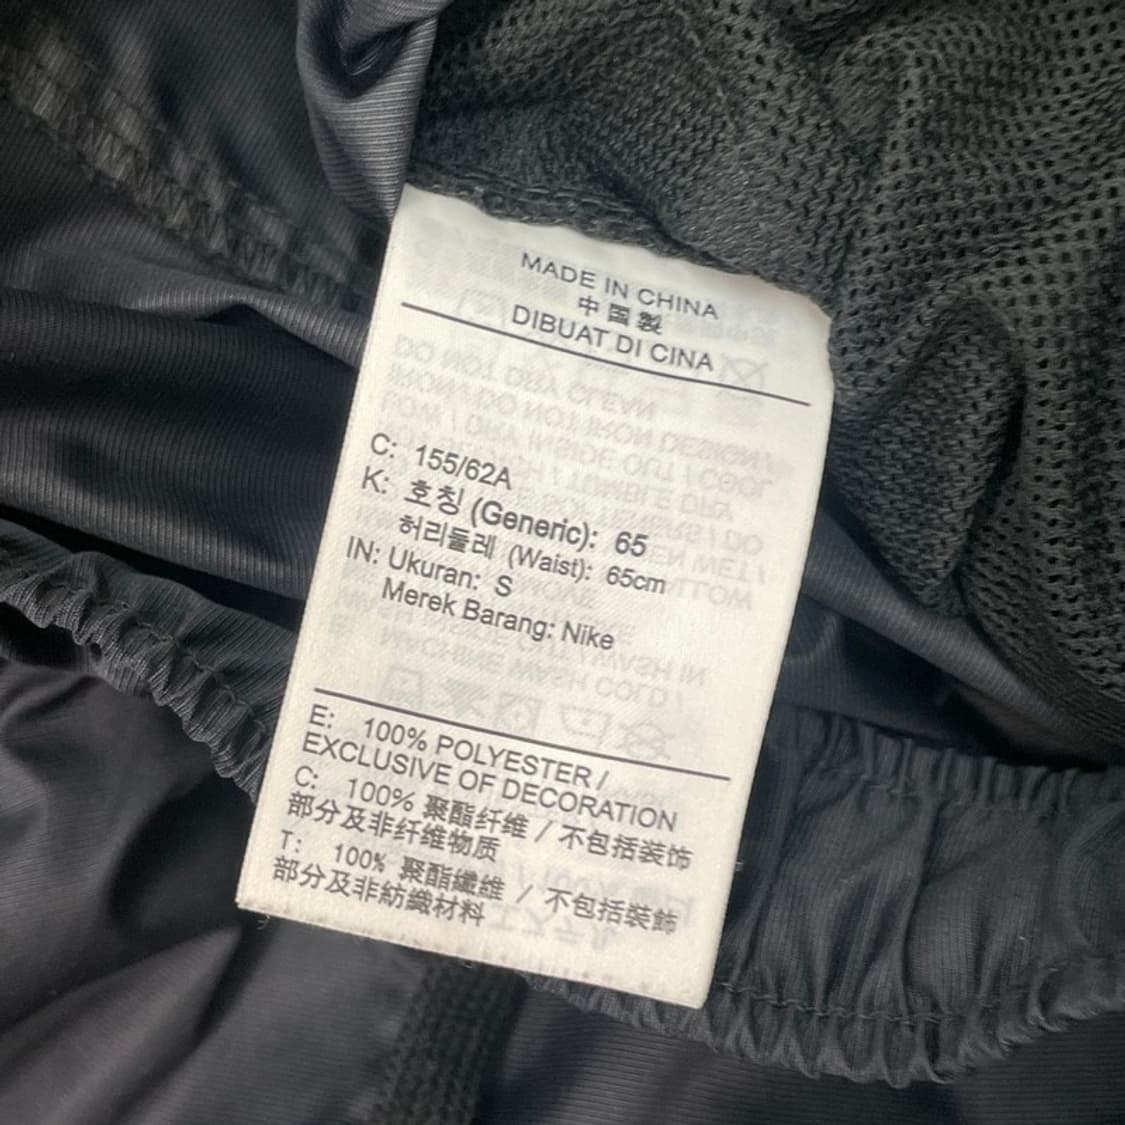 MADE IN CHINA
中国製
DIBUAT DI CINA
C: 155/62A
K: 호칭 (Generic): 65
허리둘레 (Waist): 65cm
IN: Ukuran: S
Merek Barang: Nike
E: 100% POLYESTER /
EXCLUSIVE OF DECORATION
C: 100% 聚酯纤维 / 不包括装饰
部分及非纤维物质
T: 100% 聚酯纖維 / 不包括裝飾
部分及非紡織材料